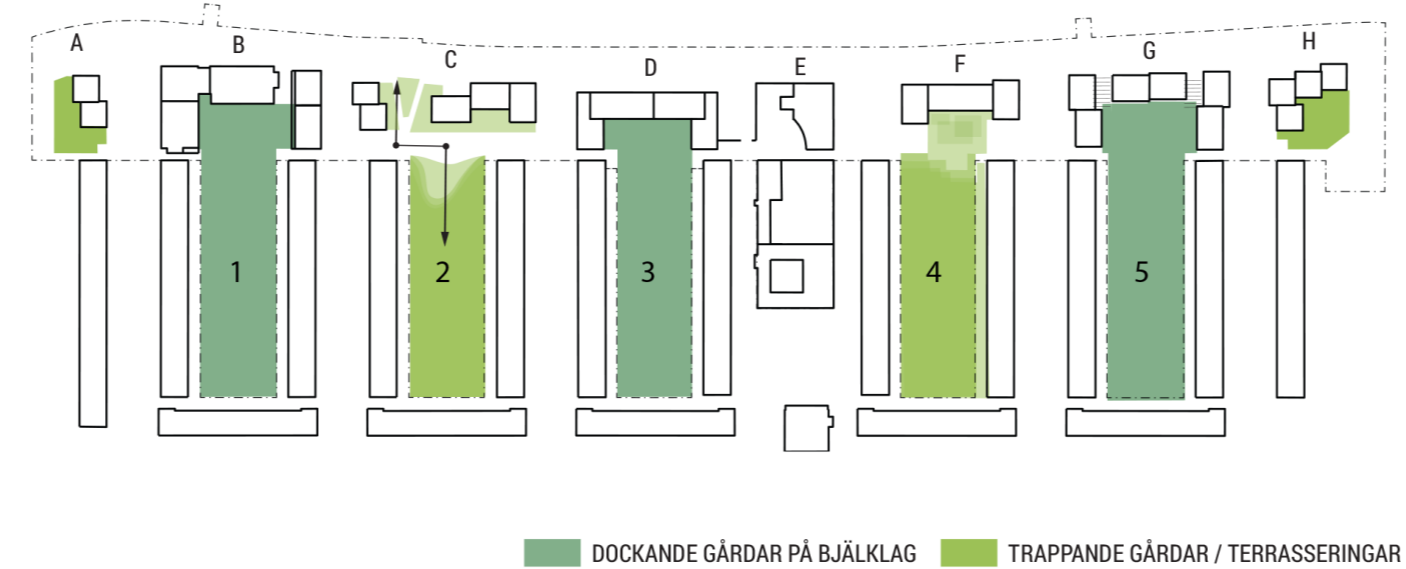 A B C D E F G H
1 2 3 4 5
DOCKANDE GÅRDAR PÅ BJÄLKLAG
TRAPPANDE GÅRDAR / TERRASSERINGAR